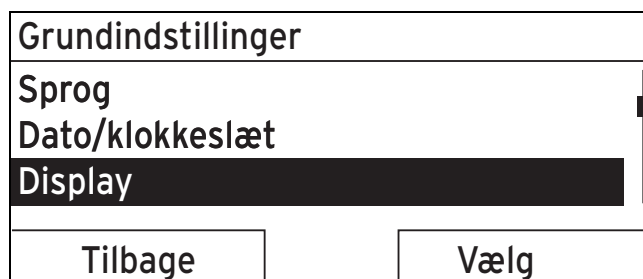 Grundindstillinger
Sprog
Dato/klokkeslæt
Display
Tilbage Vælg